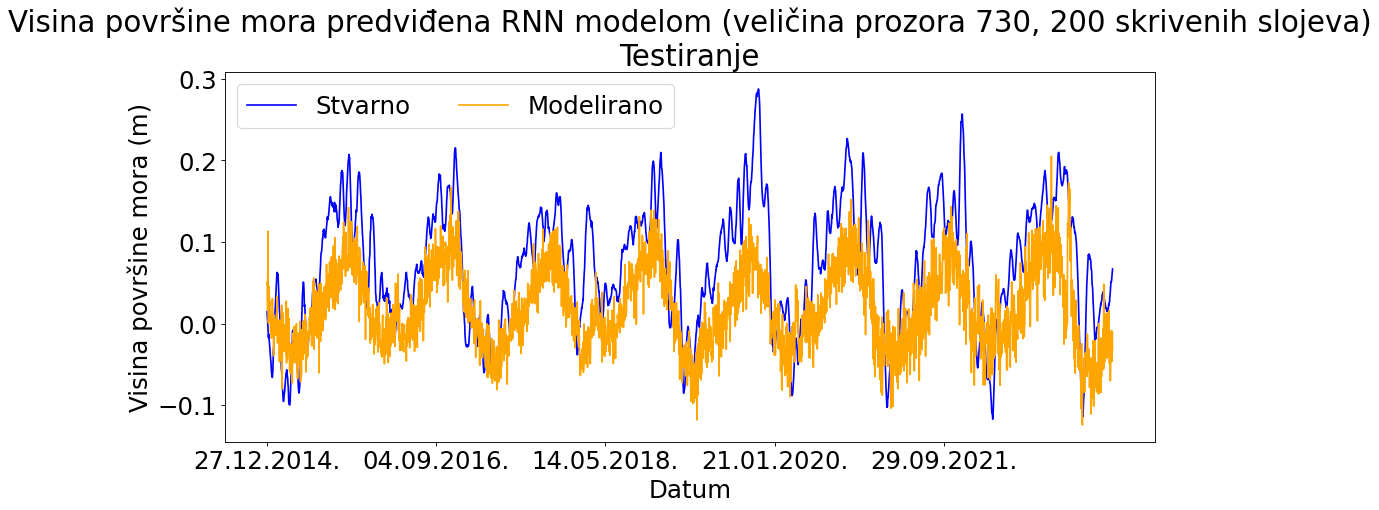 Visina površine mora predviđena RNN modelom (veličina prozora 730, 200 skrivenih slojeva)
Testiranje
Stvarno
Modelirano
Visina površine mora (m)
0.3
0.2
0.1
0.0
−0.1
27.12.2014.
04.09.2016.
14.05.2018.
21.01.2020.
29.09.2021.
Datum